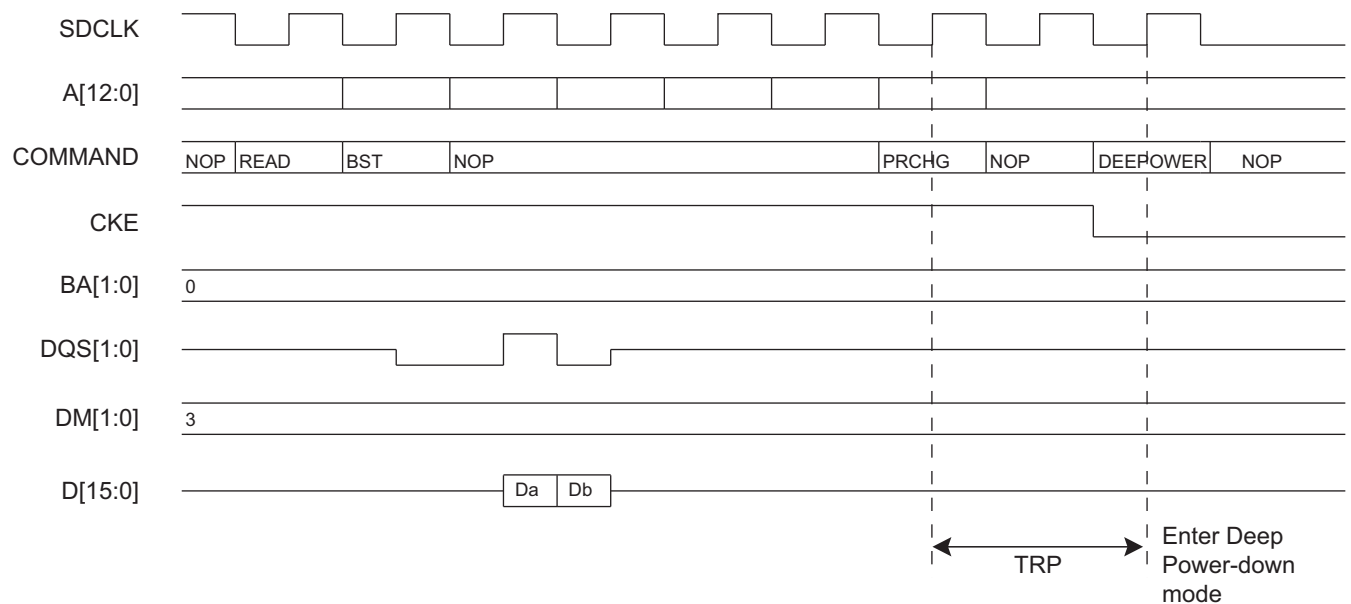 SDCLK
A[12:0]
COMMAND NOP READ BST NOP PRCHG NOP DEEPOWER NOP
CKE
BA[1:0] 0
DQS[1:0]
DM[1:0] 3
D[15:0] Da Db
TRP
Enter Deep
Power-down
mode